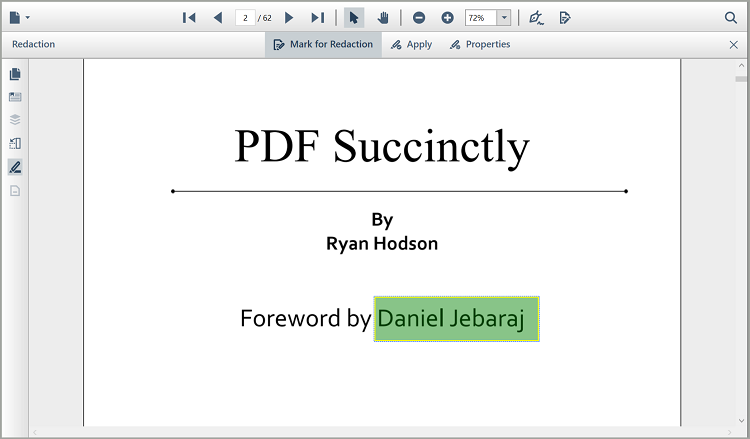 2 / 62 72%
Redaction Mark for Redaction Apply Properties
PDF Succinctly
By
Ryan Hodson
Foreword by Daniel Jebaraj